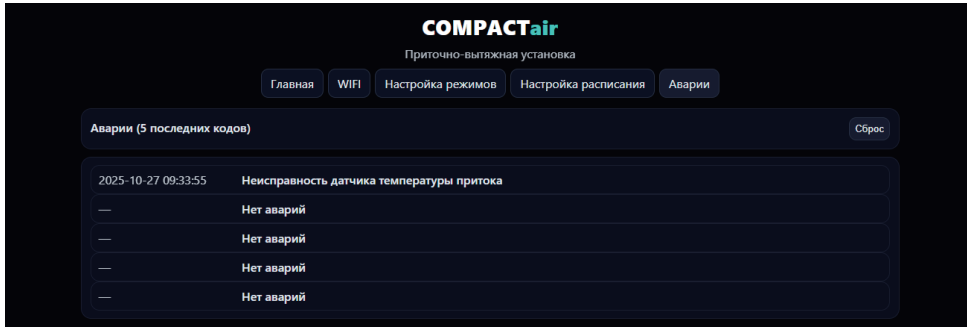 COMPACTair
Приточно-вытяжная установка
Главная WIFI Настройка режимов Настройка расписания Аварии
Аварии (5 последних кодов) Сброс
2025-10-27 09:33:55 Неисправность датчика температуры притока
— Нет аварий
— Нет аварий
— Нет аварий
— Нет аварий